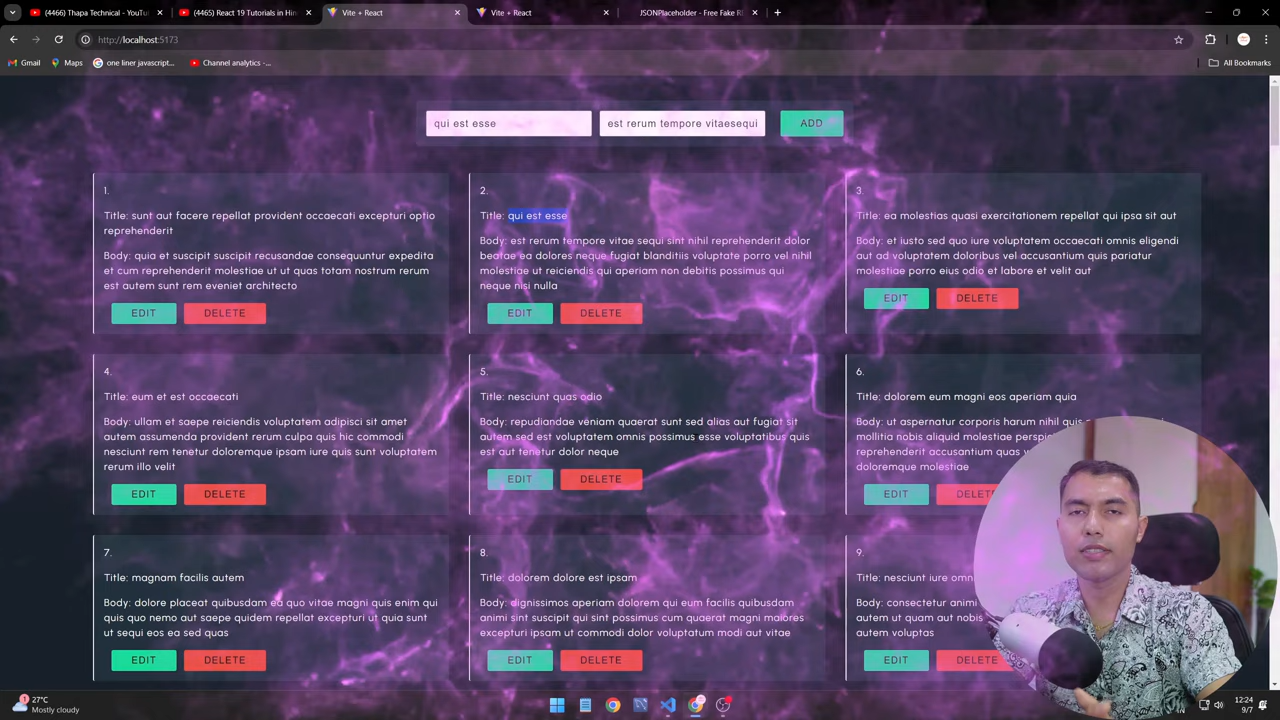 (4466) Thapa Technical - YouTu
(4465) React 19 Tutorials in Hin
Vite + React
Vite + React
JSONPlaceholder - Free Fake RE
http://localhost:5173
Gmail
Maps
one liner javascript...
Channel analytics -...
All Bookmarks
qui est esse
est rerum tempore vitaesequi
ADD
1.
Title: sunt aut facere repellat provident occaecati excepturi optio
reprehenderit
Body: quia et suscipit suscipit recusandae consequuntur expedita
et cum reprehenderit molestiae ut ut quas totam nostrum rerum
est autem sunt rem eveniet architecto
EDIT
DELETE
2.
Title: qui est esse
Body: est rerum tempore vitae sequi sint nihil reprehenderit dolor
beatae ea dolores neque fugiat blanditiis voluptate porro vel nihil
molestiae ut reiciendis qui aperiam non debitis possimus qui
neque nisi nulla
EDIT
DELETE
3.
Title: ea molestias quasi exercitationem repellat qui ipsa sit aut
Body: et iusto sed quo iure voluptatem occaecati omnis eligendi
aut ad voluptatem doloribus vel accusantium quis pariatur
molestiae porro eius odio et labore et velit aut
EDIT
DELETE
4.
Title: eum et est occaecati
Body: ullam et saepe reiciendis voluptatem adipisci sit amet
autem assumenda provident rerum culpa quis hic commodi
nesciunt rem tenetur doloremque ipsam iure quis sunt voluptatem
rerum illo velit
EDIT
DELETE
5.
Title: nesciunt quas odio
Body: repudiandae veniam quaerat sunt sed alias aut fugiat sit
autem sed est voluptatem omnis possimus esse voluptatibus quis
est aut tenetur dolor neque
EDIT
DELETE
6.
Title: dolorem eum magni eos aperiam quia
Body: ut aspernatur corporis harum nihil quis
mollitia nobis aliquid molestiae
reprehenderit accusantium quas
doloremque molestiae
EDIT
7.
Title: magnam facilis autem
Body: dolore placeat quibusdam ea quo vitae magni quis enim qui
quis quo nemo aut saepe quidem repellat excepturi ut quia sunt
ut sequi eos ea sed quas
EDIT
DELETE
8.
Title: dolorem dolore est ipsam
Body: dignissimos aperiam dolorem qui eum facilis quibusdam
animi sint suscipit qui sint possimus cum quaerat magni maiores
excepturi ipsam ut commodi dolor voluptatum modi aut vitae
EDIT
DELETE
9.
Title: nesciunt iure omn
Body: consectetur animi
ut quam aut nobis
autem voluptas
EDIT
27°C
Mostly cloudy
12:24
9/7